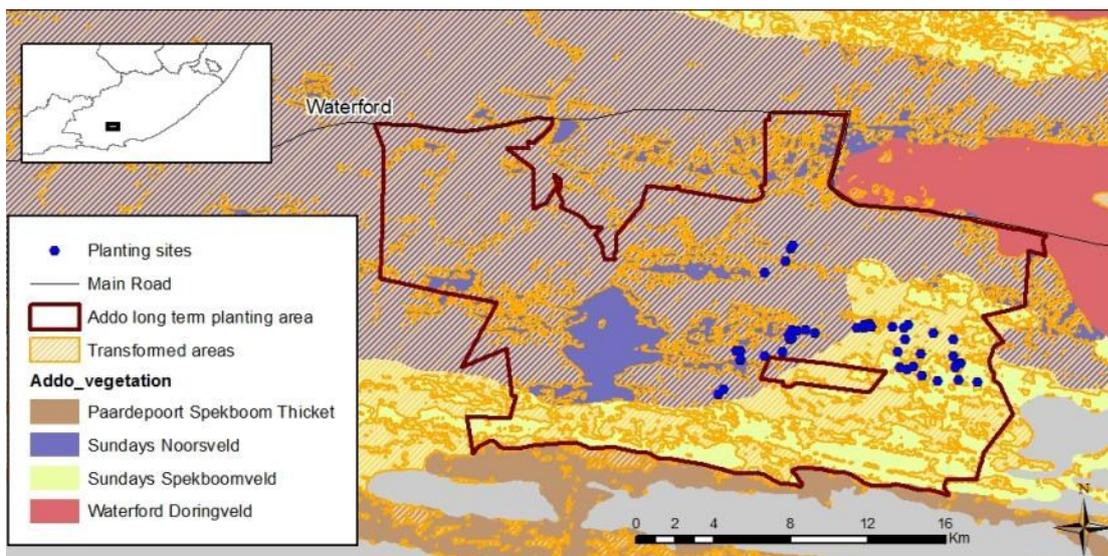 Waterford
Planting sites
Main Road
Addo long term planting area
Transformed areas
Addo_vegetation
Paardepoort Spekboom Thicket
Sundays Noorsveld
Sundays Spekboomveld
Waterford Doringveld
N
0 2 4 8 12 16
Km